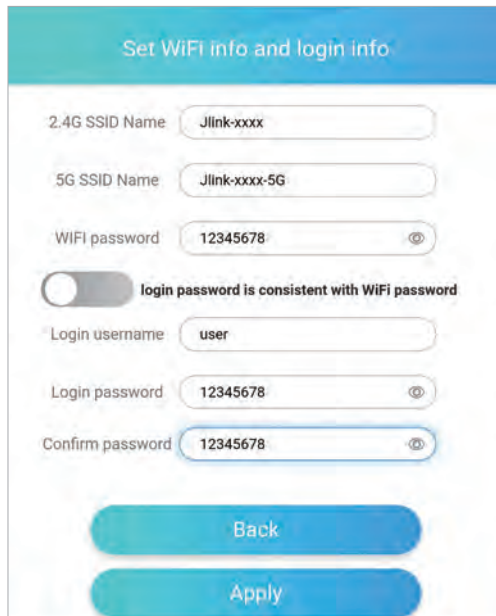 Set WiFi info and login info
2.4G SSID Name Jlink-xxxx
5G SSID Name Jlink-xxxx-5G
WIFI password 12345678
login password is consistent with WiFi password
Login username user
Login password 12345678
Confirm password 12345678
Back
Apply